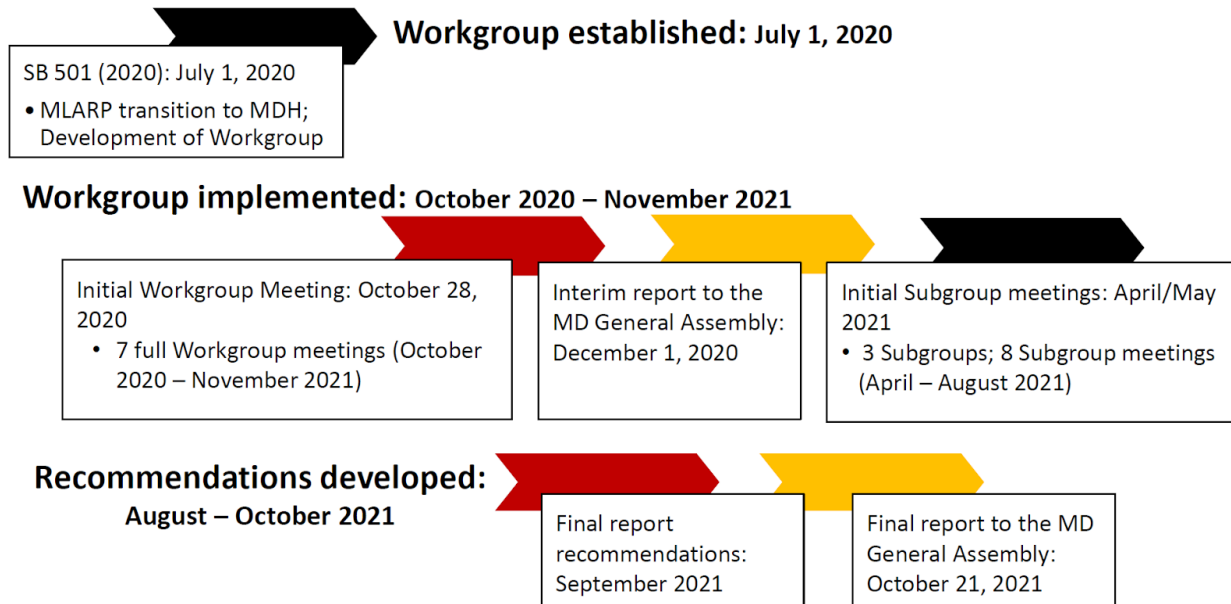 Workgroup established: July 1, 2020
SB 501 (2020): July 1, 2020
• MLARP transition to MDH;
Development of Workgroup
Workgroup implemented: October 2020 – November 2021
Initial Workgroup Meeting: October 28,
2020
• 7 full Workgroup meetings (October
2020 – November 2021)
Interim report to the
MD General Assembly:
December 1, 2020
Initial Subgroup meetings: April/May
2021
• 3 Subgroups; 8 Subgroup meetings
(April – August 2021)
Recommendations developed:
August – October 2021
Final report
recommendations:
September 2021
Final report to the MD
General Assembly:
October 21, 2021